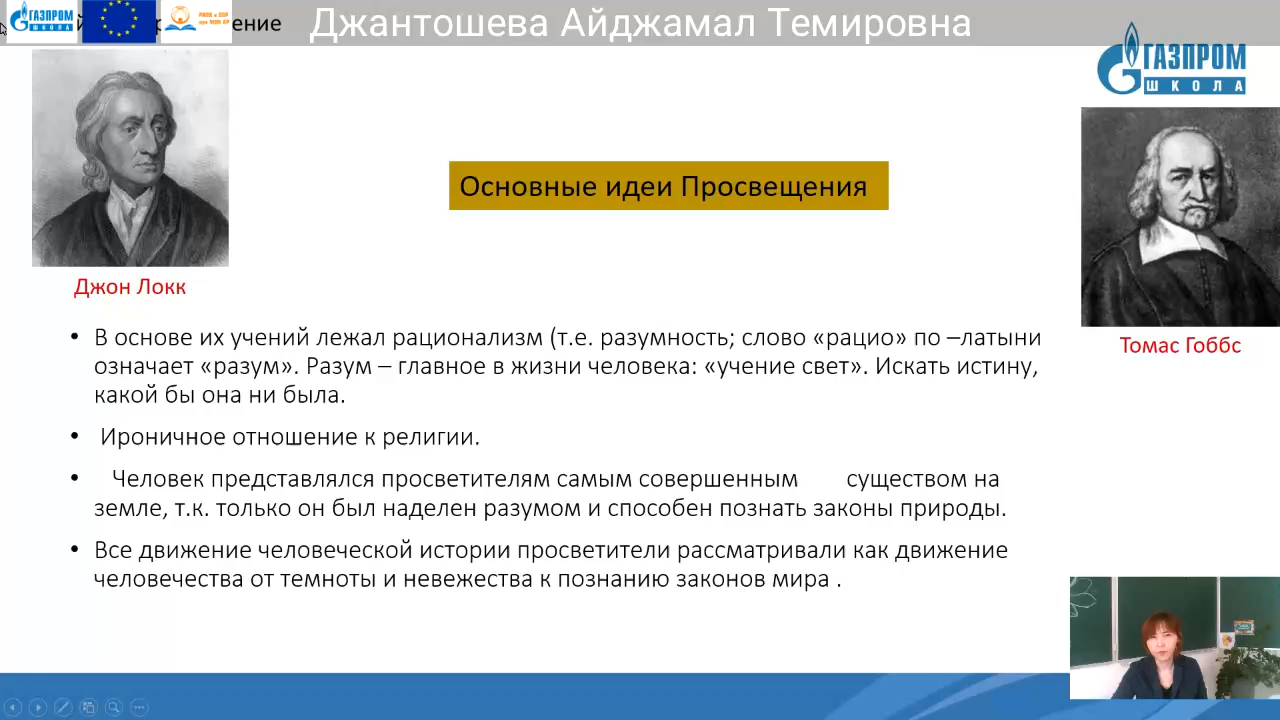 ГАЗПРОМ
ШКОЛА
ение
Джантошева Айджамал Темировна
ГАЗПРОМ
ШКОЛА
Основные идеи Просвещения
Джон Локк
Томас Гоббс
• В основе их учений лежал рационализм (т.е. разумность; слово «рацио» по –латыни
означает «разум». Разум – главное в жизни человека: «учение свет». Искать истину,
какой бы она ни была.
• Ироничное отношение к религии.
• Человек представлялся просветителям самым совершенным существом на
земле, т.к. только он был наделен разумом и способен познать законы природы.
• Все движение человеческой истории просветители рассматривали как движение
человечества от темноты и невежества к познанию законов мира .